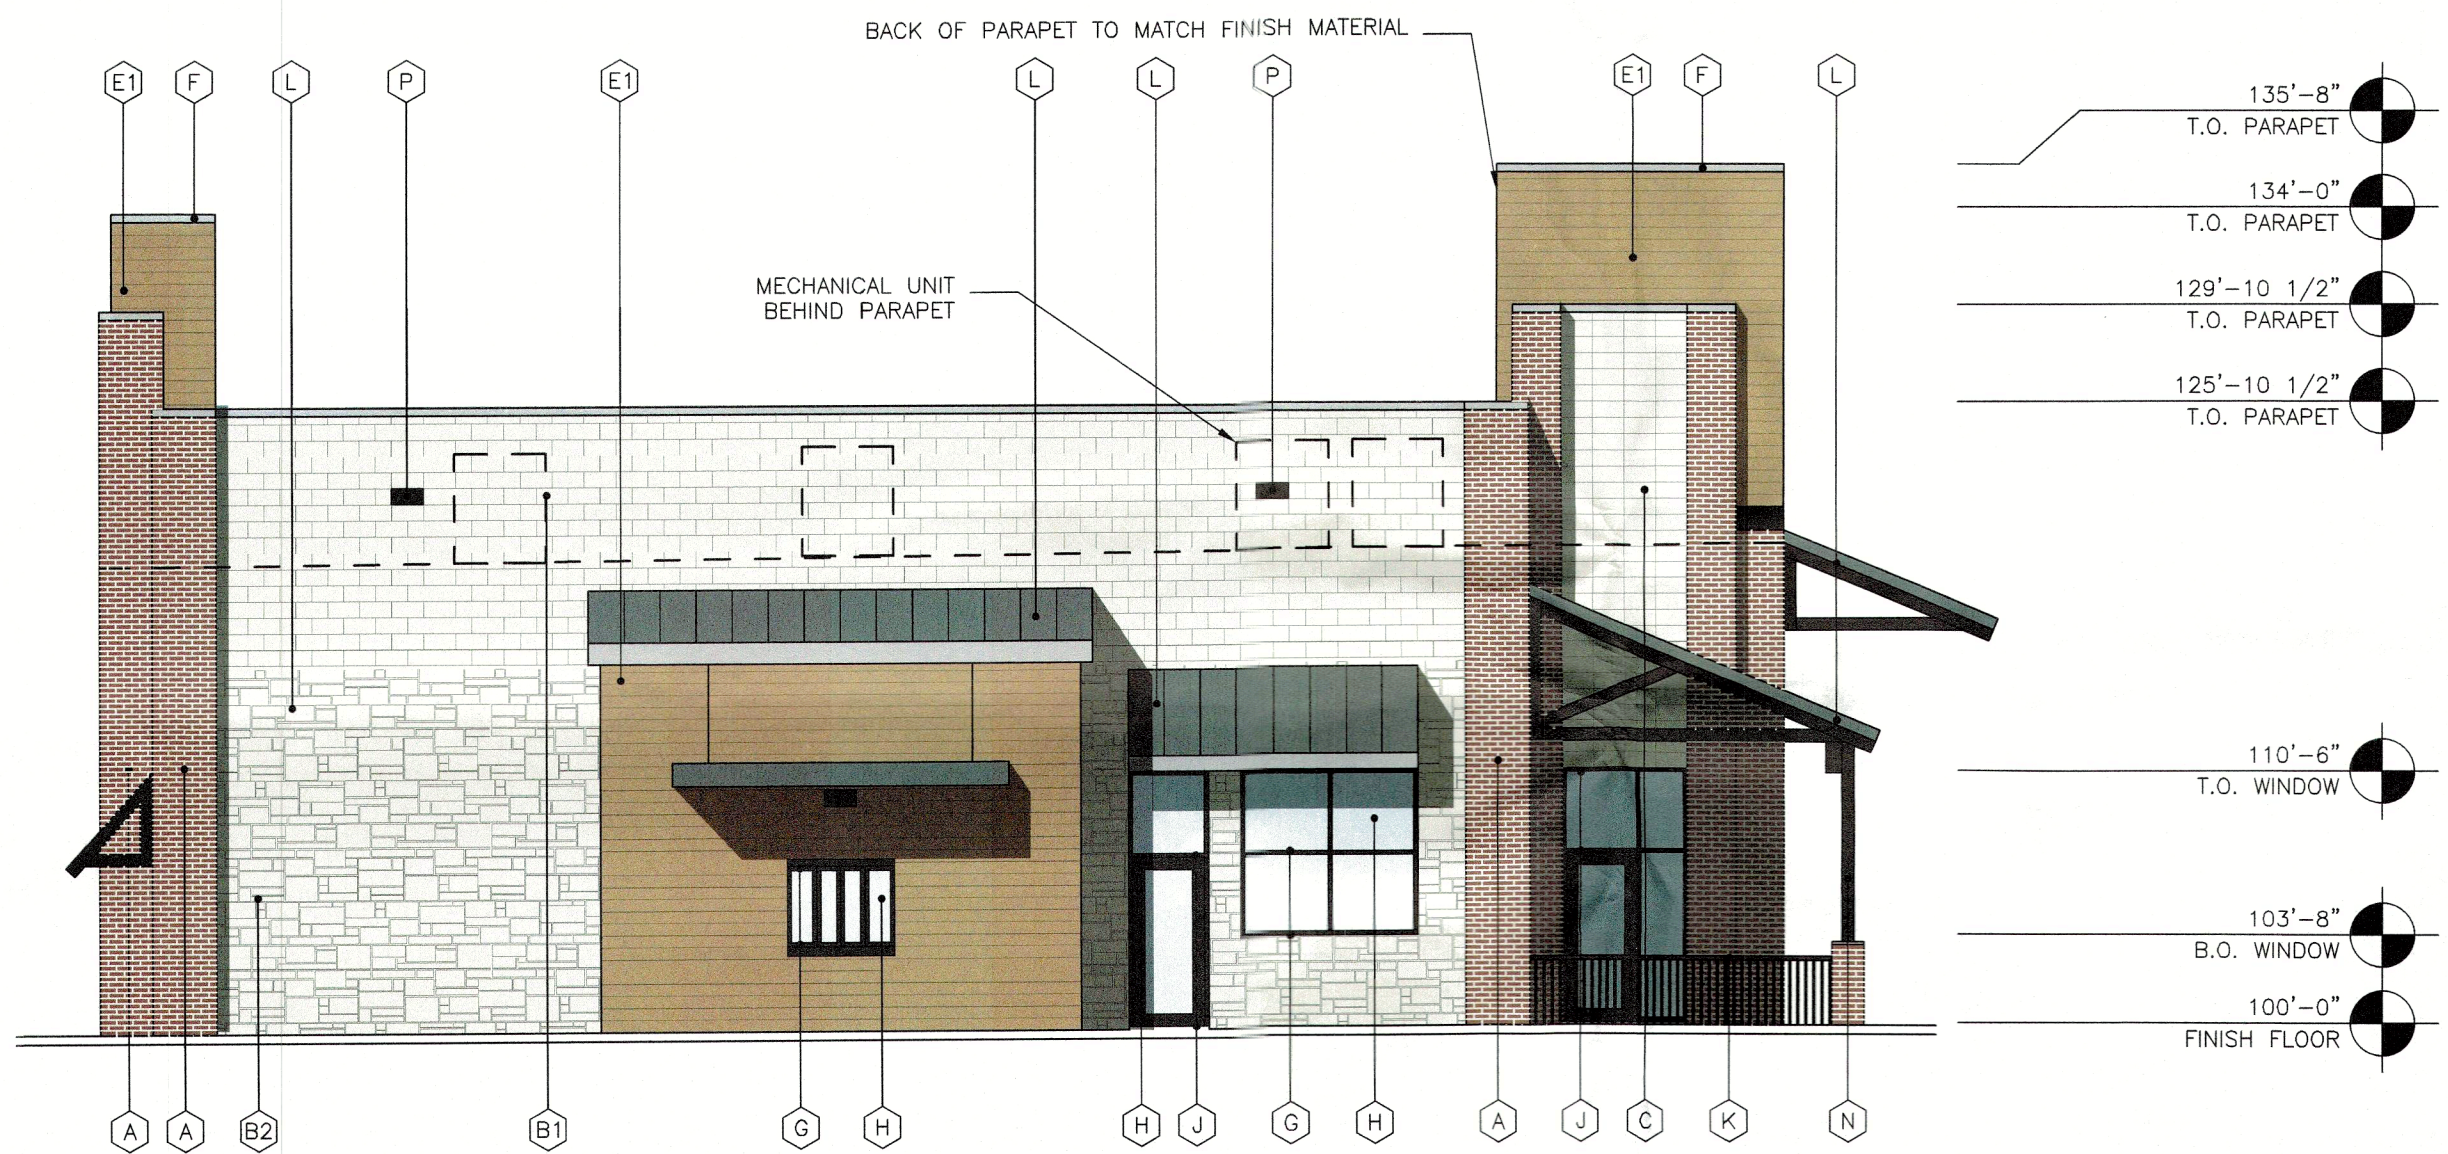 BACK OF PARAPET TO MATCH FINISH MATERIAL
E1 F L P E1 L L P E1 F L
135'-8"
T.O. PARAPET
134'-0"
T.O. PARAPET
MECHANICAL UNIT
BEHIND PARAPET
129'-10 1/2"
T.O. PARAPET
125'-10 1/2"
T.O. PARAPET
110'-6"
T.O. WINDOW
103'-8"
B.O. WINDOW
100'-0"
FINISH FLOOR
A A B2 B1 G H H J G H A J C K N